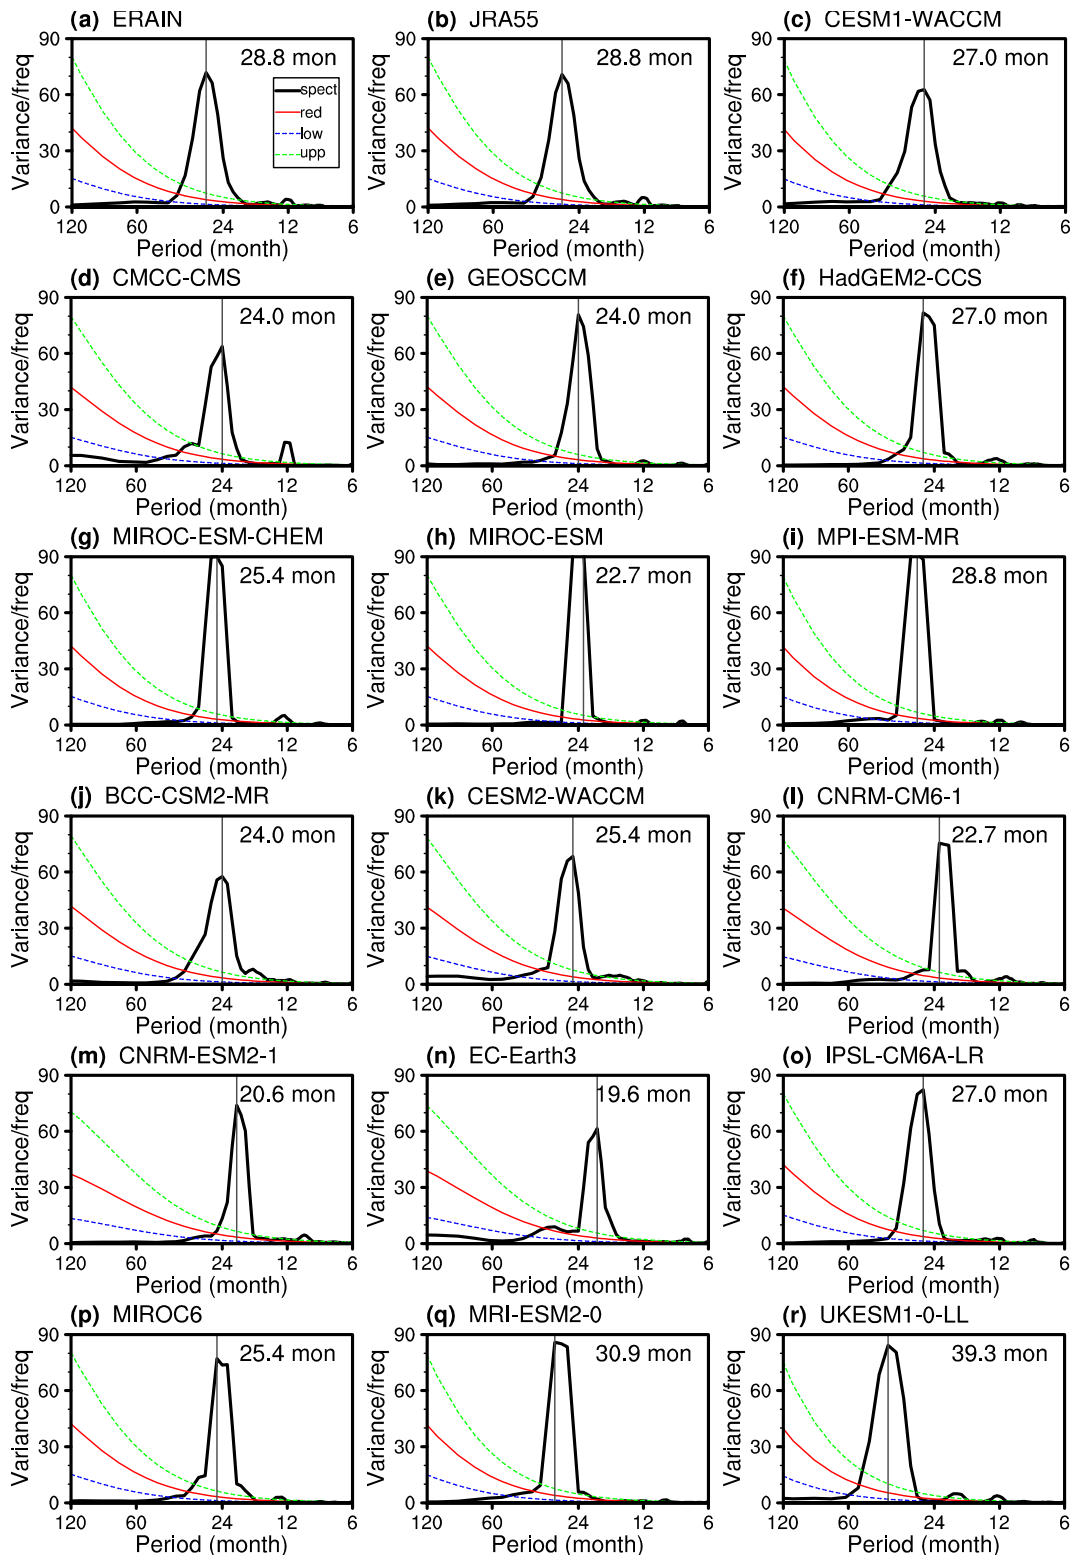 (a) ERAIN (b) JRA55 (c) CESM1-WACCM
90 90 90
28.8 mon 28.8 mon 27.0 mon
spect
red
low
upp
60 60 60
30 30 30
0 0 0
Variance/freq Variance/freq Variance/freq
120 60 24 12 6 120 60 24 12 6 120 60 24 12 6
Period (month) Period (month) Period (month)
(d) CMCC-CMS (e) GEOSCCM (f) HadGEM2-CCS
90 90 90
24.0 mon 24.0 mon 27.0 mon
60 60 60
30 30 30
0 0 0
Variance/freq Variance/freq Variance/freq
120 60 24 12 6 120 60 24 12 6 120 60 24 12 6
Period (month) Period (month) Period (month)
(g) MIROC-ESM-CHEM (h) MIROC-ESM (i) MPI-ESM-MR
90 90 90
25.4 mon 22.7 mon 28.8 mon
60 60 60
30 30 30
0 0 0
Variance/freq Variance/freq Variance/freq
120 60 24 12 6 120 60 24 12 6 120 60 24 12 6
Period (month) Period (month) Period (month)
(j) BCC-CSM2-MR (k) CESM2-WACCM (l) CNRM-CM6-1
90 90 90
24.0 mon 25.4 mon 22.7 mon
60 60 60
30 30 30
0 0 0
Variance/freq Variance/freq Variance/freq
120 60 24 12 6 120 60 24 12 6 120 60 24 12 6
Period (month) Period (month) Period (month)
(m) CNRM-ESM2-1 (n) EC-Earth3 (o) IPSL-CM6A-LR
90 90 90
20.6 mon 19.6 mon 27.0 mon
60 60 60
30 30 30
0 0 0
Variance/freq Variance/freq Variance/freq
120 60 24 12 6 120 60 24 12 6 120 60 24 12 6
Period (month) Period (month) Period (month)
(p) MIROC6 (q) MRI-ESM2-0 (r) UKESM1-0-LL
90 90 90
25.4 mon 30.9 mon 39.3 mon
60 60 60
30 30 30
0 0 0
Variance/freq Variance/freq Variance/freq
120 60 24 12 6 120 60 24 12 6 120 60 24 12 6
Period (month) Period (month) Period (month)